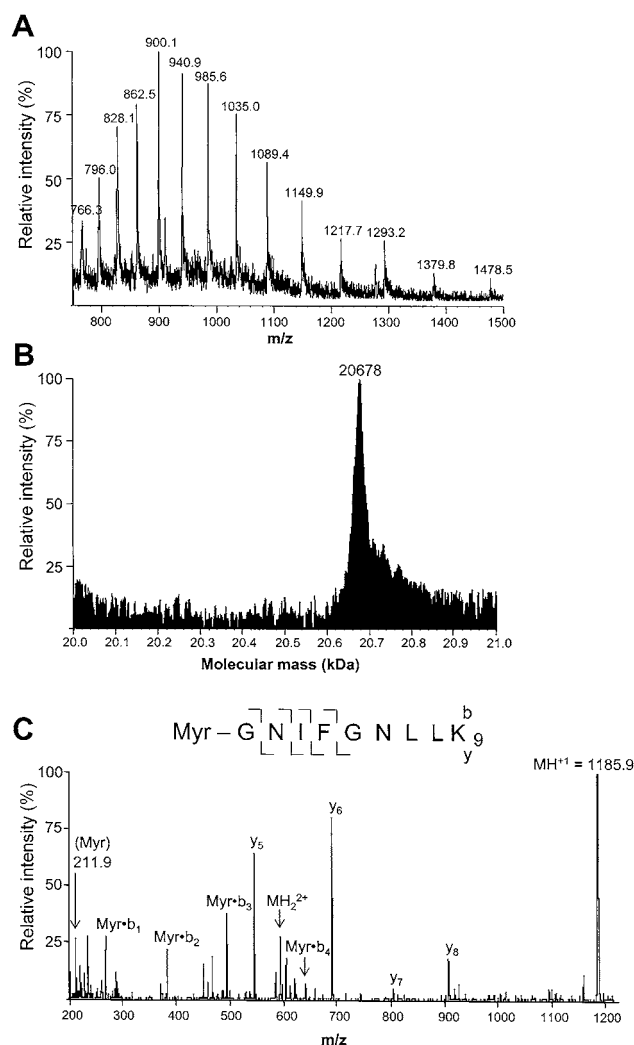 A
Relative intensity (%)
100
75
50
25
766.3
796.0
828.1
862.5
900.1
940.9
985.6
1035.0
1089.4
1149.9
1217.7
1293.2
1379.8
1478.5
800 900 1000 1100 1200 1300 1400 1500
m/z
B
Relative intensity (%)
100
75
50
25
20678
20.0 20.1 20.2 20.3 20.4 20.5 20.6 20.7 20.8 20.9 21.0
Molecular mass (kDa)
C
Myr – G N I F G N L L K9
b
y
Relative intensity (%)
100
75
50
25
(Myr)
211.9
Myr•b1
Myr•b2
Myr•b3
y5
MH2 2+
Myr•b4
y6
y7
y8
MH+1 = 1185.9
200 300 400 500 600 700 800 900 1000 1100 1200
m/z